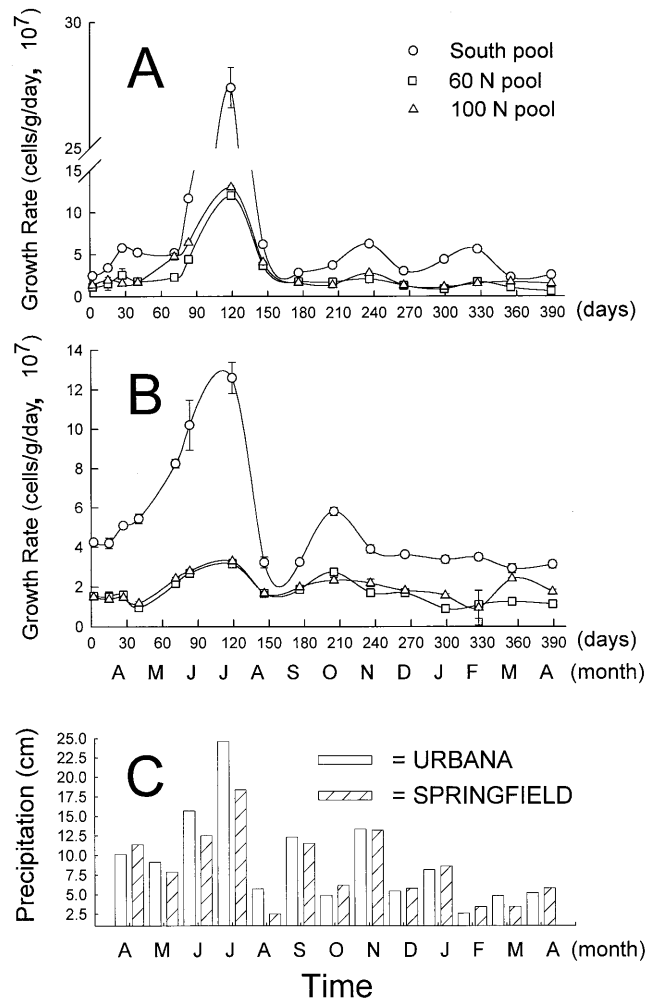 A
Growth Rate (cells/g/day, 10^7)
30
25
15
10
5
0
South pool
60 N pool
100 N pool
0 30 60 90 120 150 180 210 240 270 300 330 360 390 (days)
B
Growth Rate (cells/g/day, 10^7)
14
12
10
8
6
4
2
0
0 30 60 90 120 150 180 210 240 270 300 330 360 390 (days)
A M J J A S O N D J F M A (month)
C
Precipitation (cm)
25.0
22.5
20.0
17.5
15.0
12.5
10.0
7.5
5.0
2.5
= URBANA
= SPRINGFIELD
A M J J A S O N D J F M A (month)
Time